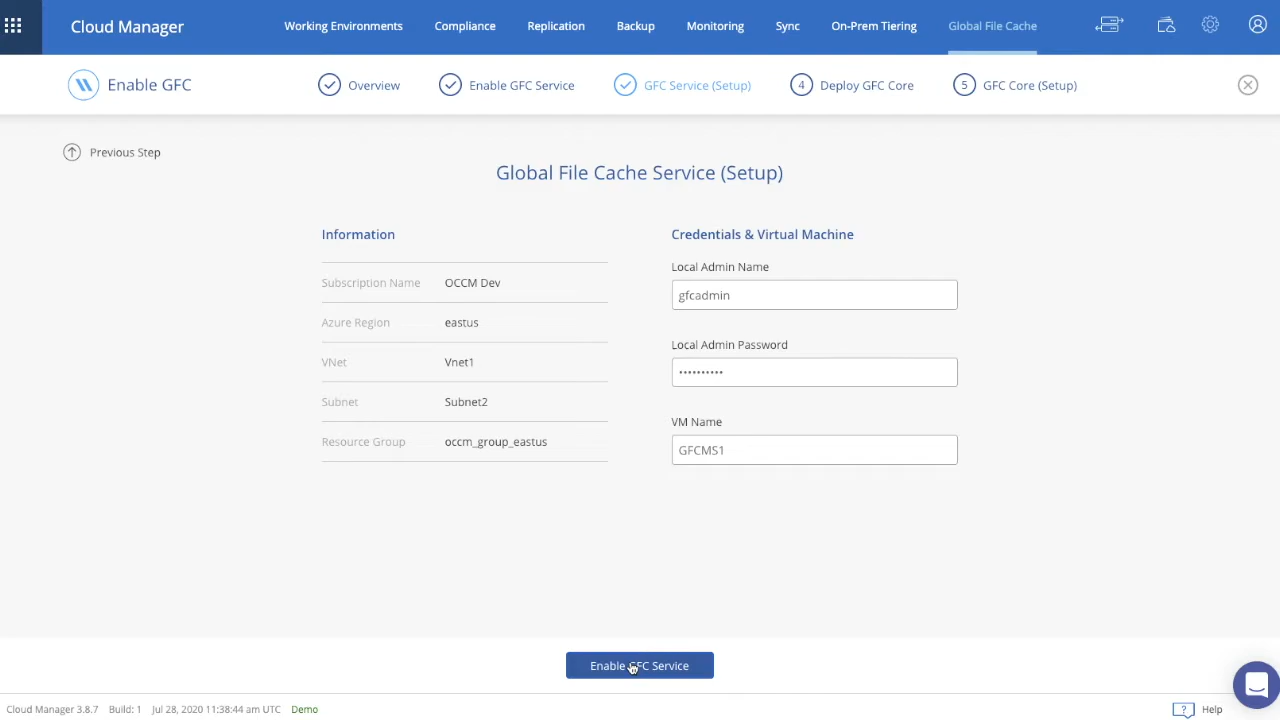 Cloud Manager
Working Environments
Compliance
Replication
Backup
Monitoring
Sync
On-Prem Tiering
Global File Cache
Enable GFC
Overview
Enable GFC Service
GFC Service (Setup)
4 Deploy GFC Core
5 GFC Core (Setup)
Previous Step
Global File Cache Service (Setup)
Information
Subscription Name OCCM Dev
Azure Region eastus
VNet Vnet1
Subnet Subnet2
Resource Group occm_group_eastus
Credentials & Virtual Machine
Local Admin Name
gfcadmin
Local Admin Password
••••••••••
VM Name
GFCMS1
Enable GFC Service
Cloud Manager 3.8.7 Build: 1 Jul 28, 2020 11:38:44 am UTC Demo
? Help